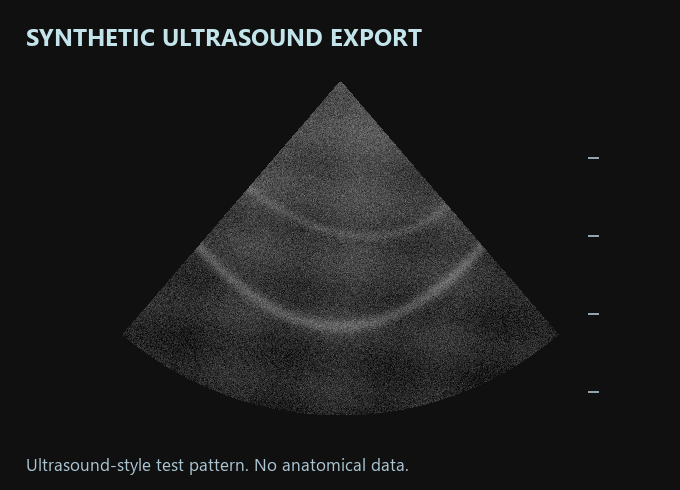 SYNTHETIC ULTRASOUND EXPORT
Ultrasound-style test pattern. No anatomical data.